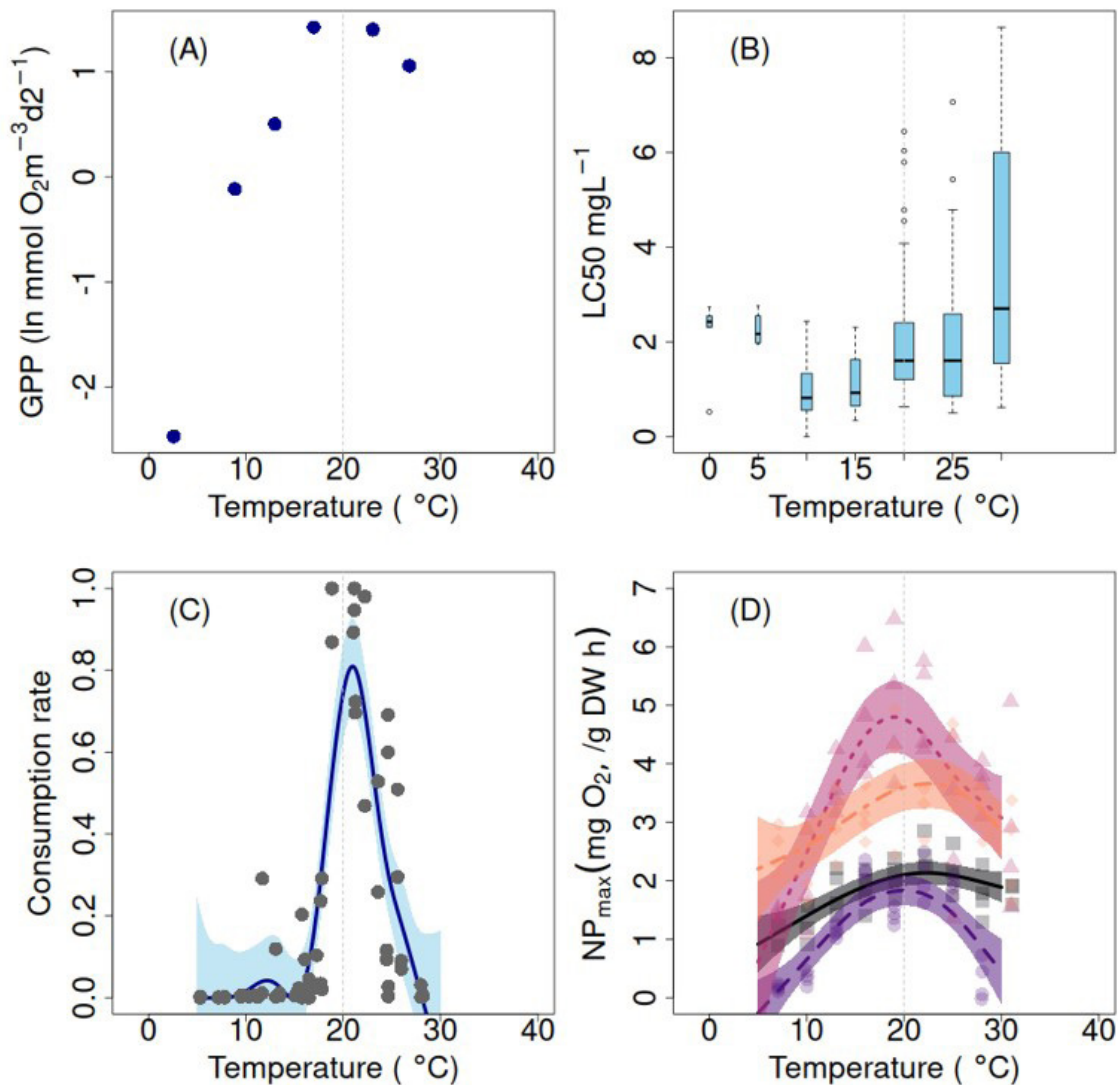 (A)
GPP (ln mmol O₂m⁻³d2⁻¹)
1
0
-1
-2
0 10 20 30 40
Temperature ( °C)
(B)
LC50 mgL⁻¹
8
6
4
2
0
0 5 15 25
Temperature ( °C)
(C)
Consumption rate
1.0
0.8
0.6
0.4
0.2
0.0
0 10 20 30 40
Temperature ( °C)
(D)
NPmax(mg O₂, /g DW h)
7
6
5
4
3
2
1
0
0 10 20 30 40
Temperature ( °C)